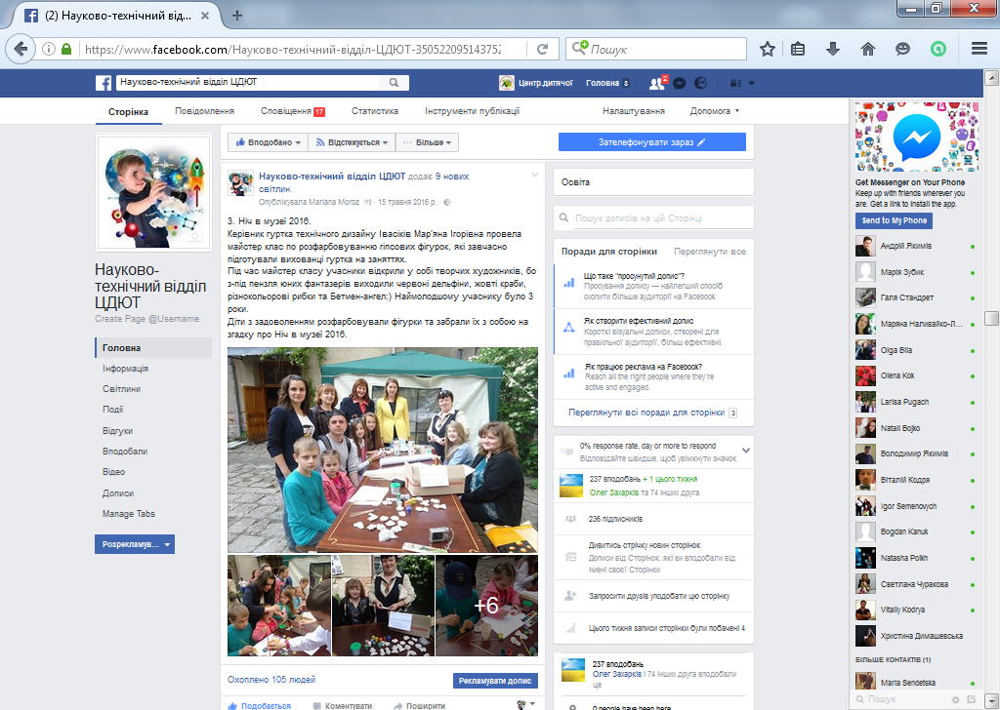 (2) Науково-технічний від...
https://www.facebook.com/Науково-технічний-відділ-ЦДЮТ-35052209514375
Пошук
Науково-технічний відділ ЦДЮТ
Центр.дитячої
Головна 3
2
Сторінка
Повідомлення
Сповіщення 17
Статистика
Інструменти публікації
Налаштування
Допомога
Науково-
технічний відділ
ЦДЮТ
Create Page @Username
Головна
Інформація
Світлини
Події
Відгуки
Вподобали
Відео
Дописи
Manage Tabs
Розрекламув...
Вподобано
Відстежується
Більше
Зателефонувати зараз
Науково-технічний відділ ЦДЮТ додає 9 нових
світлин.
Опублікувала Mariana Moroz [?] · 15 травня 2016 р. ·
3. Ніч в музеї 2016.
Керівник гуртка технічного дизайну Івасіків Мар'яна Ігорівна провела
майстер клас по розфарбовуванню гіпсових фігурок, які завчасно
підготували вихованці гуртка на заняттях.
Під час майстер класу учасники відкрили у собі творчих художників, бо
з-під пензля юних фантазерів виходили червоні дельфіни, жовті краби,
різнокольорові рибки та Бетмен-ангел:) Наймолодшому учаснику було 3
роки.
Діти з задоволенням розфарбовували фігурки та забрали їх з собою на
згадку про Ніч в музеї 2016.
+6
Охоплено 105 людей
Рекламувати допис
Подобається
Коментувати
Поширити
Освіта
Пошук дописів на цій Сторінці
Поради для сторінки
Переглянути все
Що таке "просунутий допис"?
Просування допису — найлегший спосіб
охопити більше аудиторії на Facebook.
Як створити ефективний допис
Короткі візуальні дописи, створені для
правильної аудиторії, більш ефективні.
Як працює реклама на Facebook?
Reach all the right people where they're
active and engaged.
Переглянути всі поради для сторінки 3
0% response rate, day or more to respond
Відповідайте швидше, щоб увімкнути значок
237 вподобань + 1 цього тижня
Олег Захарків та 74 інших друга.
236 підписників
Дивитись стрічку новин сторінок
Дописи від Сторінок, які ви вподобали від
імені своєї Сторінки
Запросити друзів уподобати цю сторінку
Цього тижня записи сторінки були побачені 4
237 вподобань
Олег Захарків і 74 інших друга вподобали
це
0 people have been here
Get Messenger on Your Phone
Keep up with friends wherever you
are. Get a link to install the app.
Send to My Phone
Андрій Якимів
Марія Зубик
Галя Стандрет
Маряна Наливайко-Л...
Olga Bila
Olena Kok
Larisa Pugach
Natali Bojko
Володимир Якимів
Віталій Кодря
Igor Semenovych
Bogdan Kanuk
Natasha Polkh
Светлана Чуракова
Vitaliy Kodrya
Христина Димашевська
БІЛЬШЕ КОНТАКТІВ (1)
Maria Sendetska
Пошук